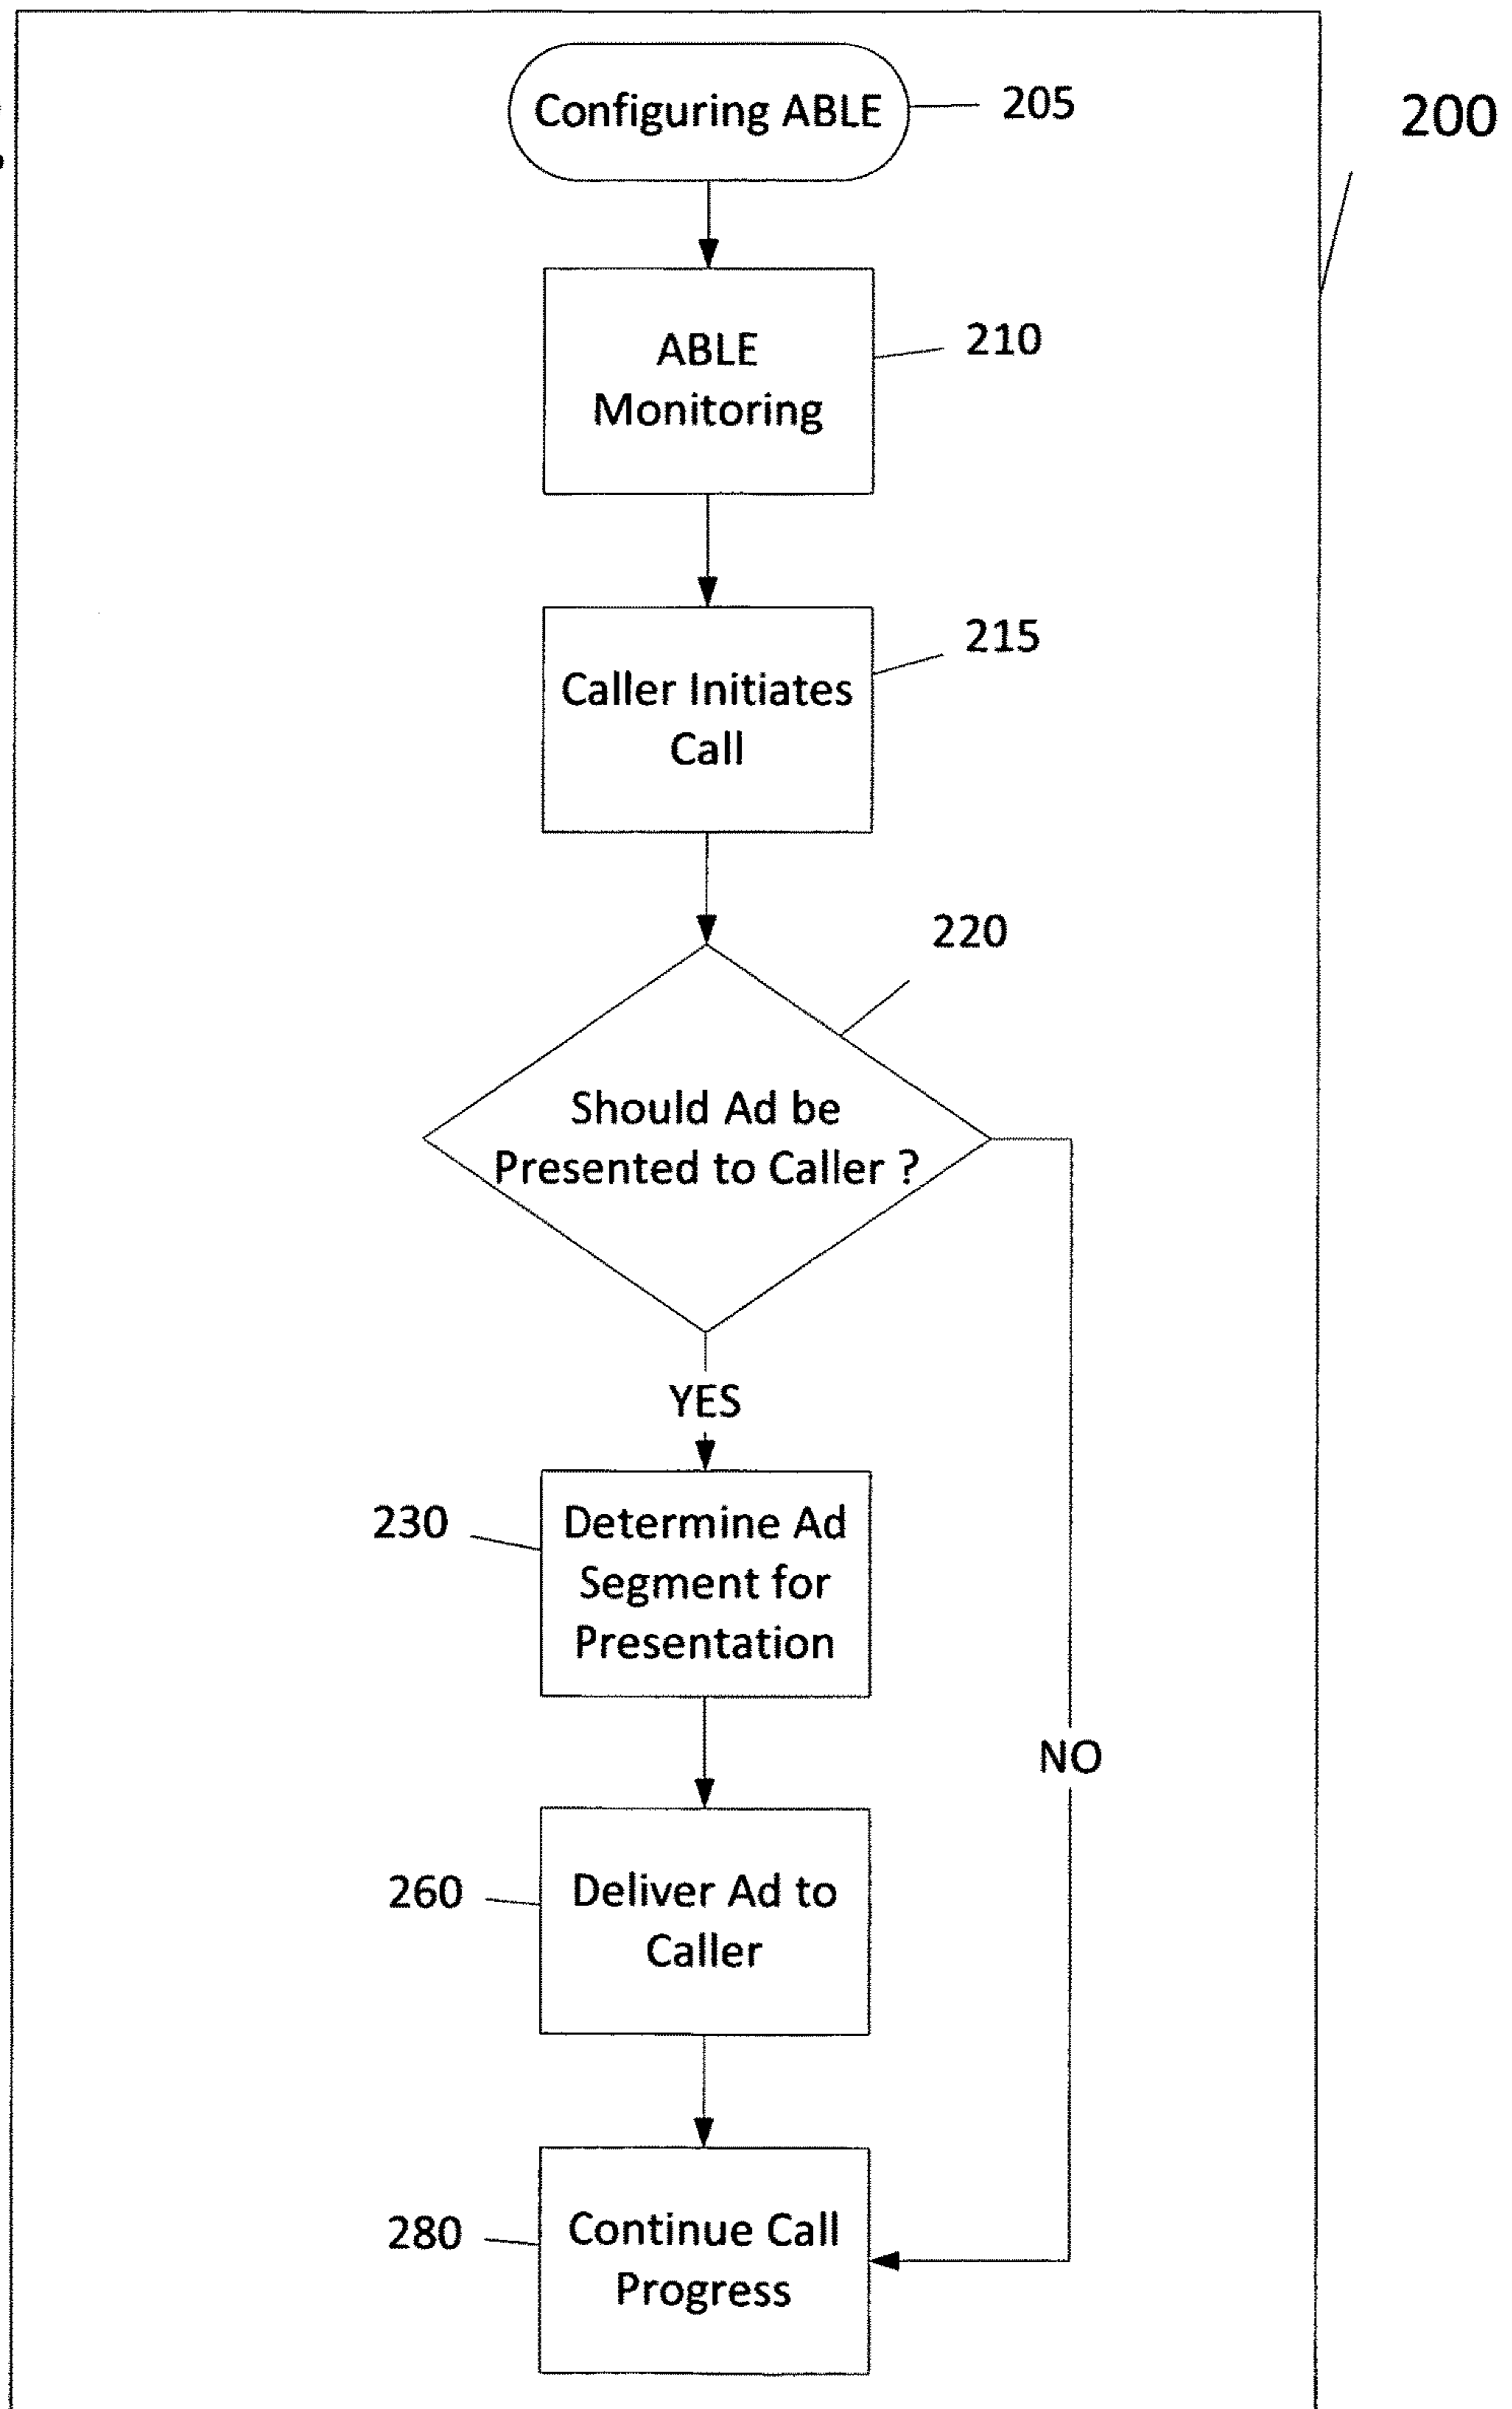 Configuring ABLE
205
200
ABLE
Monitoring
210
Caller Initiates
Call
215
220
Should Ad be
Presented to Caller ?
YES
230
Determine Ad
Segment for
Presentation
NO
260
Deliver Ad to
Caller
280
Continue Call
Progress